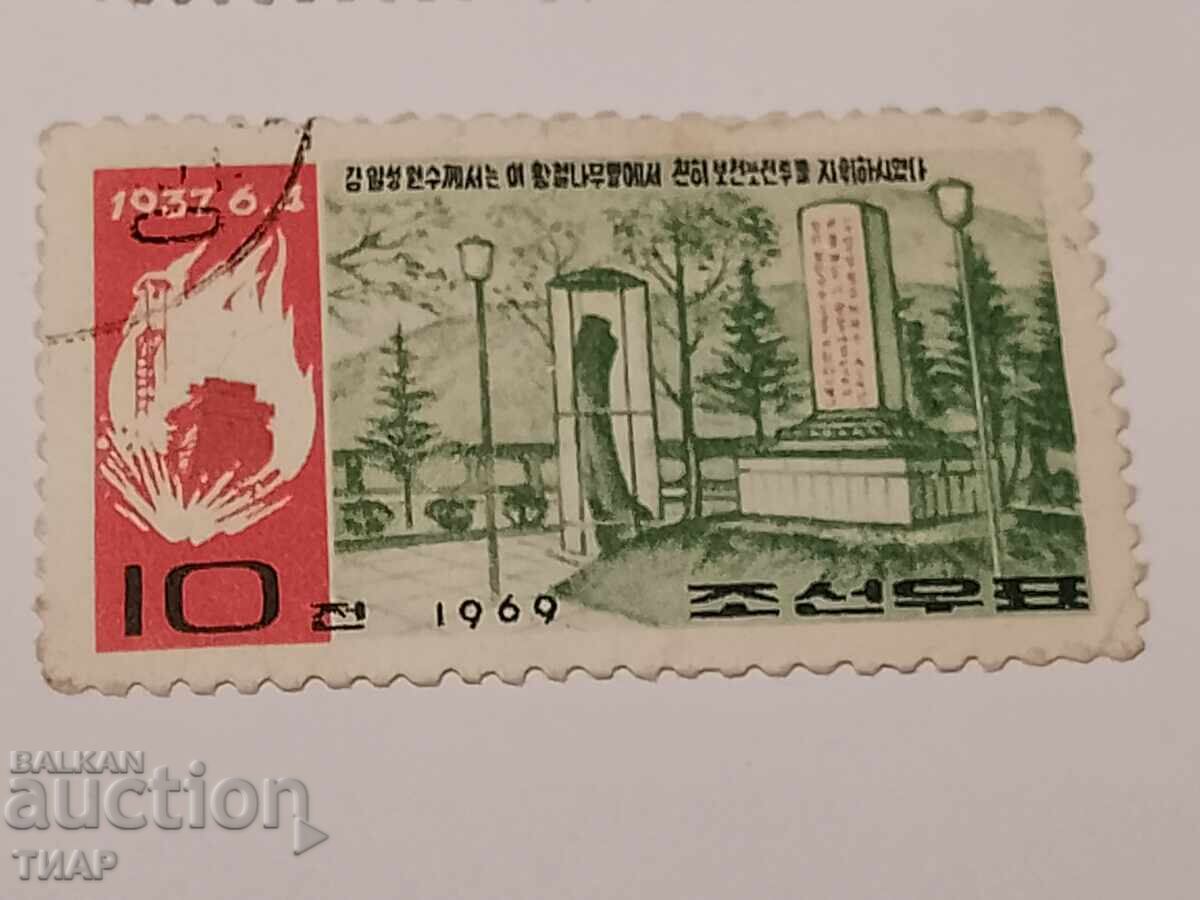 김일성 원수께서는 이 황철나무밑에서 친히 보천보전투를 지휘하시였다
1937.6.4
10 전 1969 조선우표
BALKAN
auction
ТИАР